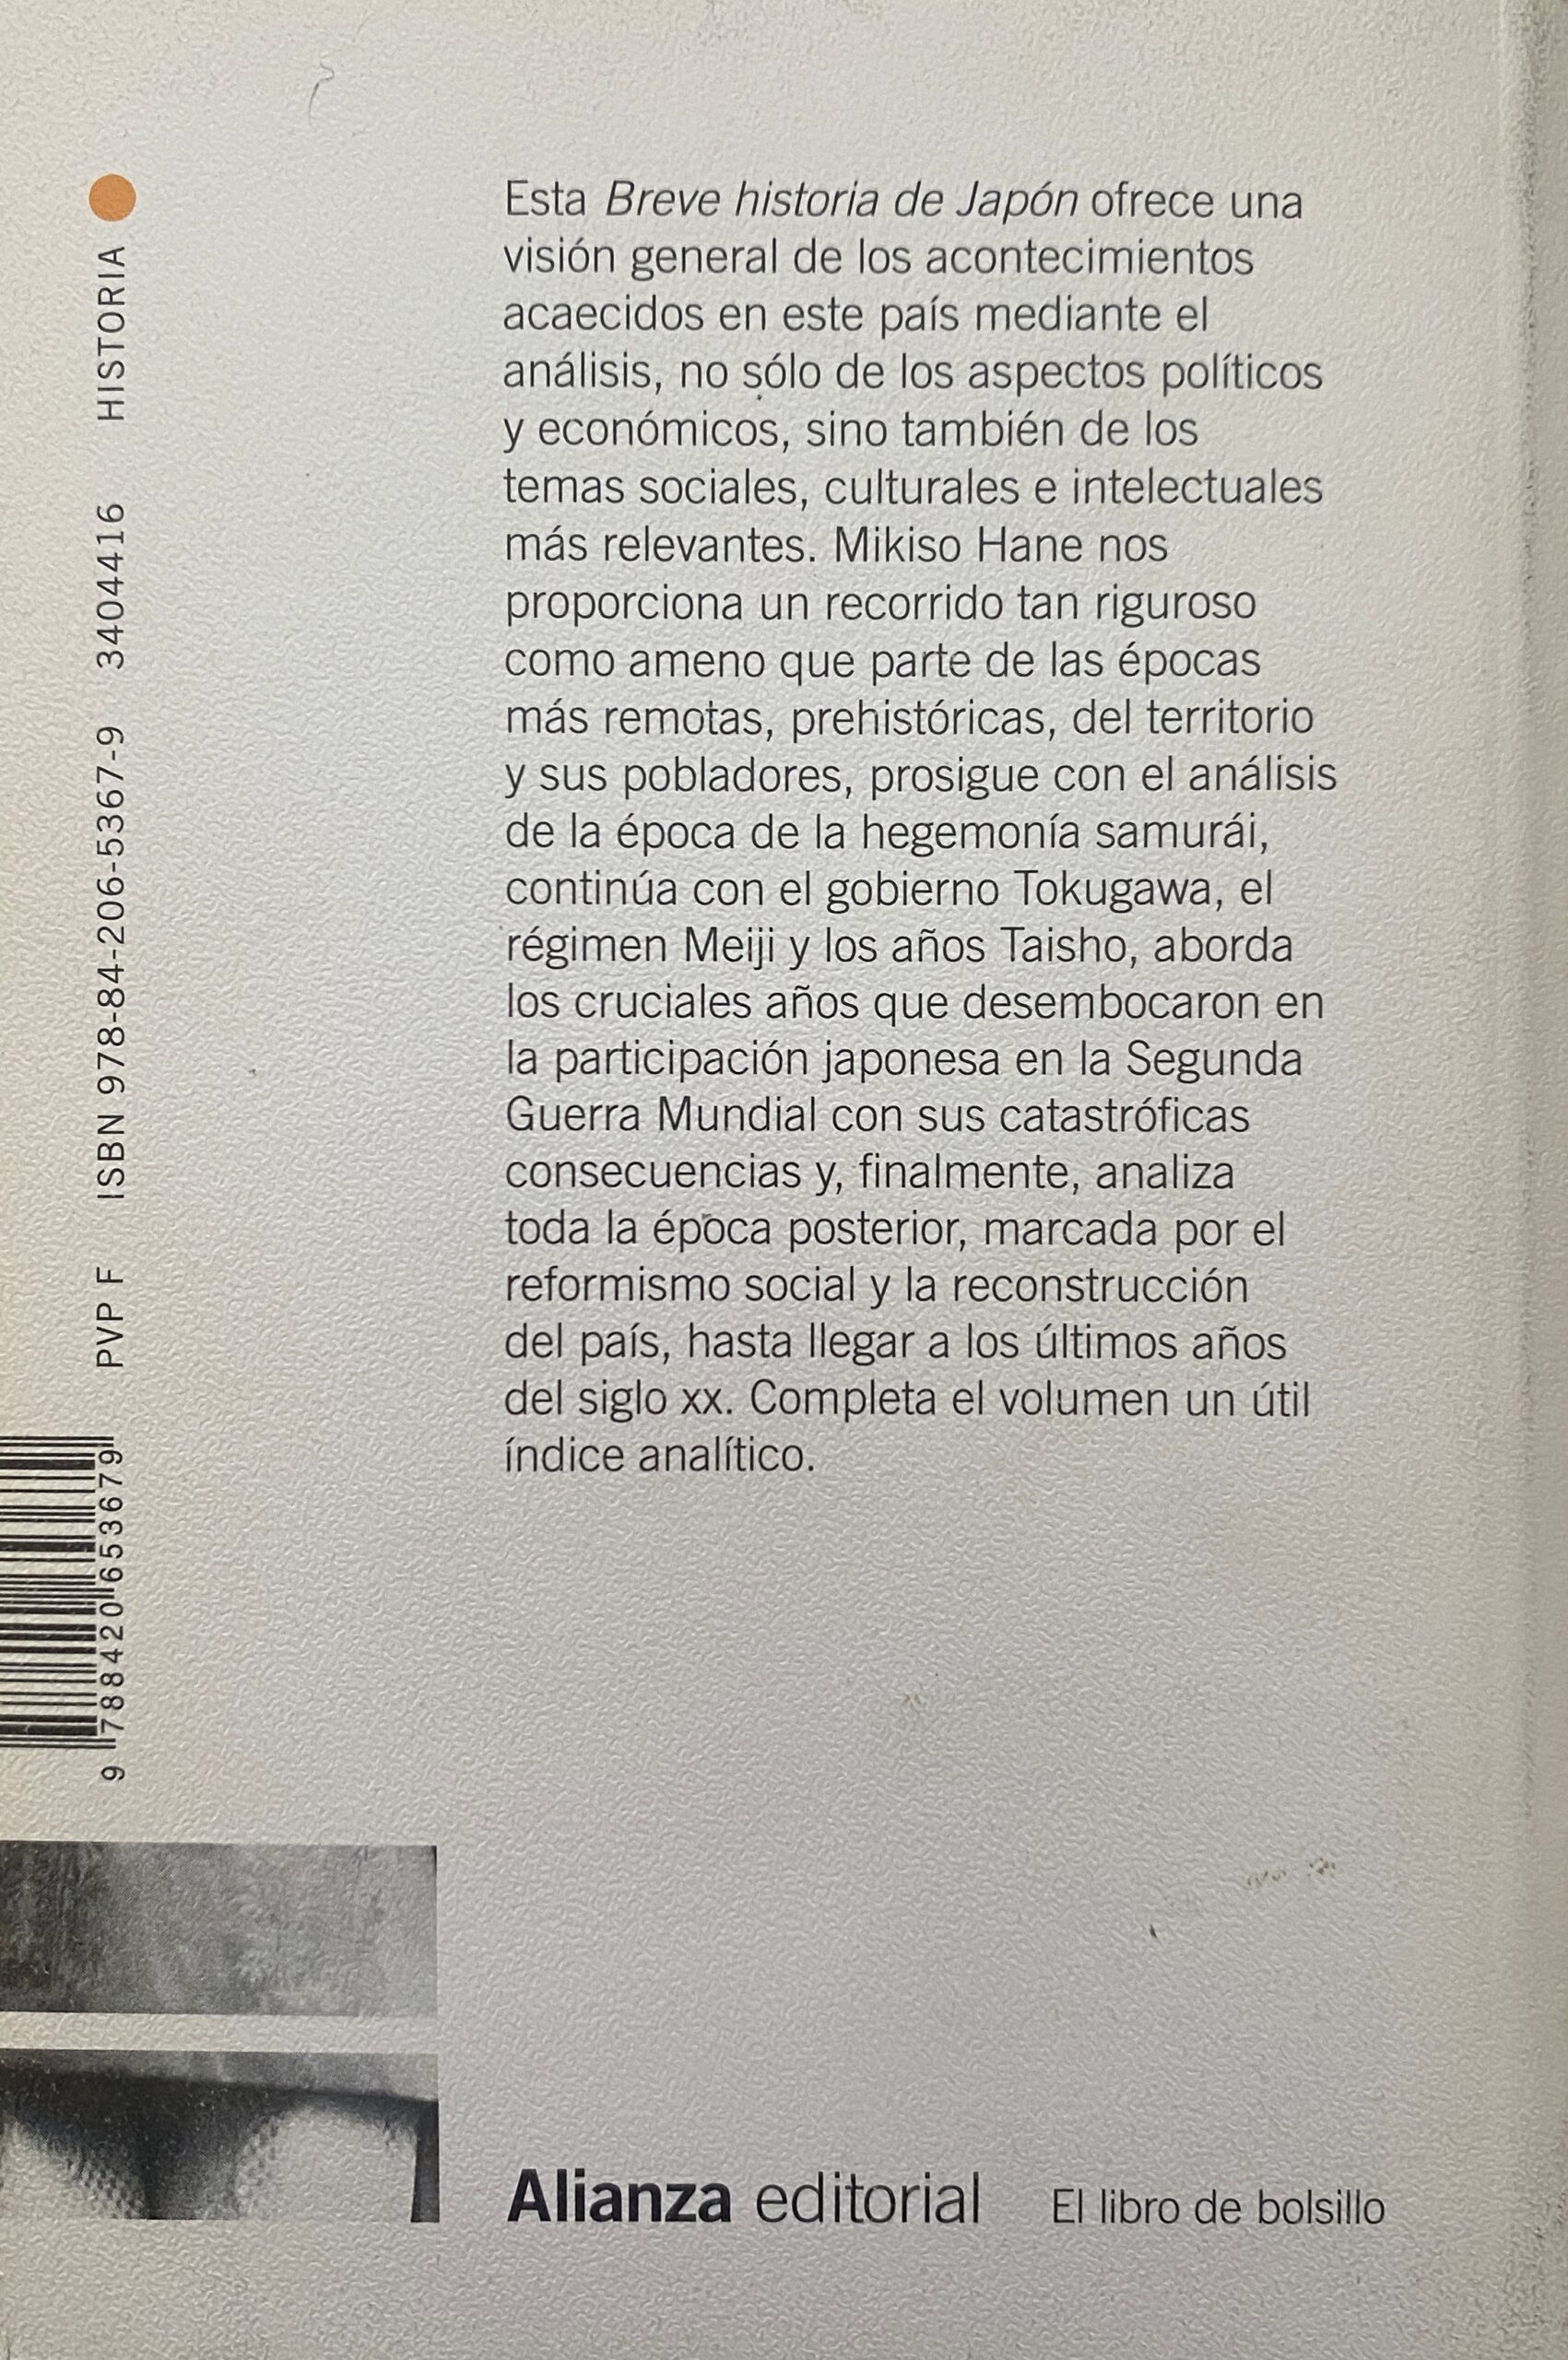 Esta Breve historia de Japón ofrece una
visión general de los acontecimientos
acaecidos en este país mediante el
análisis, no sólo de los aspectos políticos
y económicos, sino también de los
temas sociales, culturales e intelectuales
más relevantes. Mikiso Hane nos
proporciona un recorrido tan riguroso
como ameno que parte de las épocas
más remotas, prehistóricas, del territorio
y sus pobladores, prosigue con el análisis
de la época de la hegemonía samurái,
continúa con el gobierno Tokugawa, el
régimen Meiji y los años Taisho, aborda
los cruciales años que desembocaron en
la participación japonesa en la Segunda
Guerra Mundial con sus catastróficas
consecuencias y, finalmente, analiza
toda la época posterior, marcada por el
reformismo social y la reconstrucción
del país, hasta llegar a los últimos años
del siglo XX. Completa el volumen un útil
índice analítico.
PVP F ISBN 978-84-206-5367-9 3404416 HISTORIA
9 788420 653679
Alianza editorial El libro de bolsillo